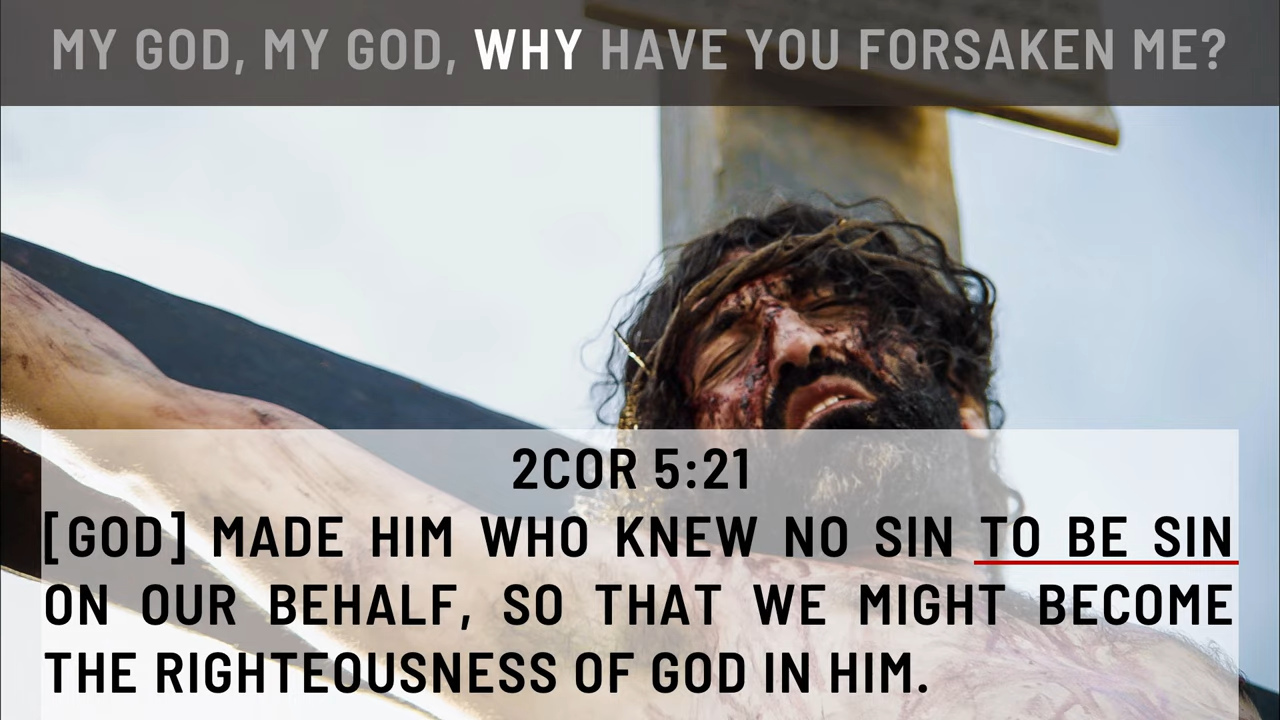 MY GOD, MY GOD, WHY HAVE YOU FORSAKEN ME?
2COR 5:21
[GOD] MADE HIM WHO KNEW NO SIN TO BE SIN
ON OUR BEHALF, SO THAT WE MIGHT BECOME
THE RIGHTEOUSNESS OF GOD IN HIM.